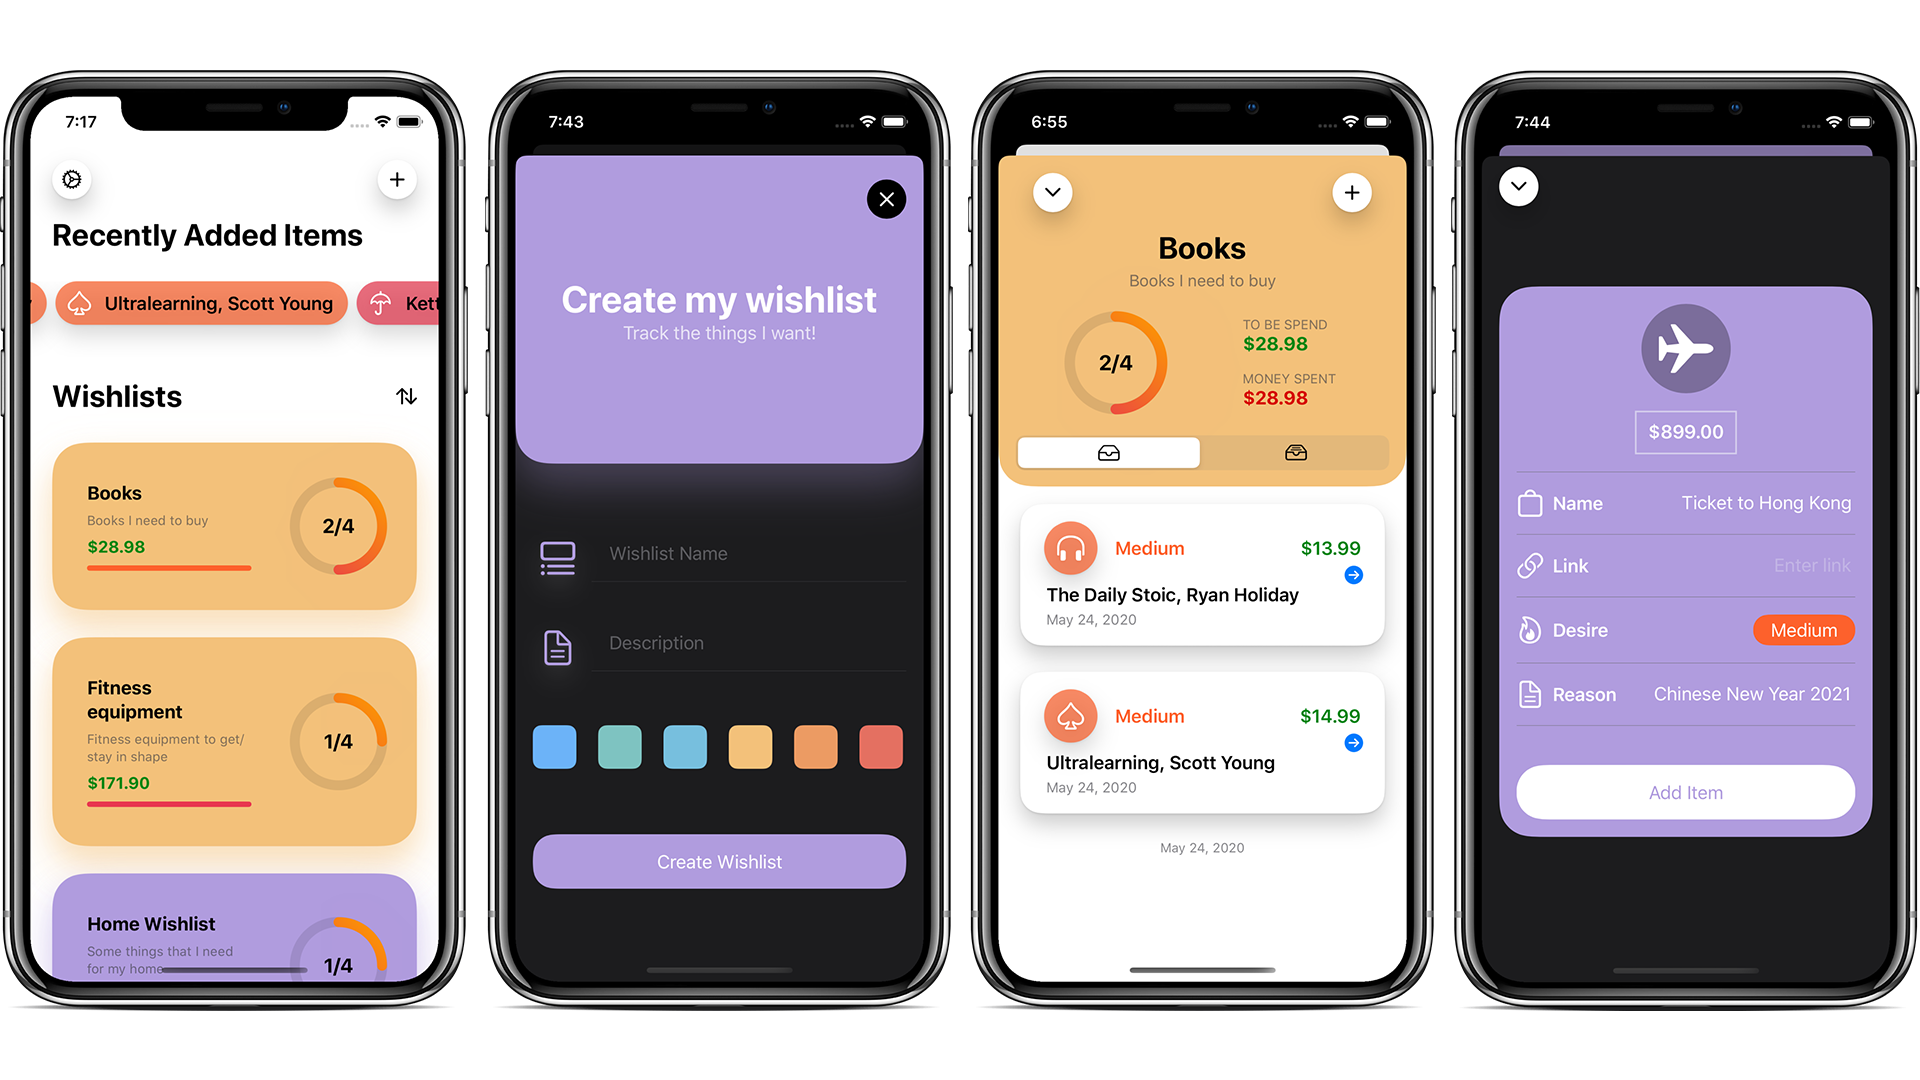 7:17
Recently Added Items
Ultralearning, Scott Young
Kett
Wishlists
Books
Books I need to buy
$28.98
2/4
Fitness
equipment
Fitness equipment to get/
stay in shape
$171.90
1/4
Home Wishlist
Some things that I need
for my home
1/4
7:43
Create my wishlist
Track the things I want!
Wishlist Name
Description
Create Wishlist
6:55
Books
Books I need to buy
2/4
TO BE SPEND
$28.98
MONEY SPENT
$28.98
Medium
$13.99
The Daily Stoic, Ryan Holiday
May 24, 2020
Medium
$14.99
Ultralearning, Scott Young
May 24, 2020
May 24, 2020
7:44
$899.00
Name Ticket to Hong Kong
Link Enter link
Desire Medium
Reason Chinese New Year 2021
Add Item